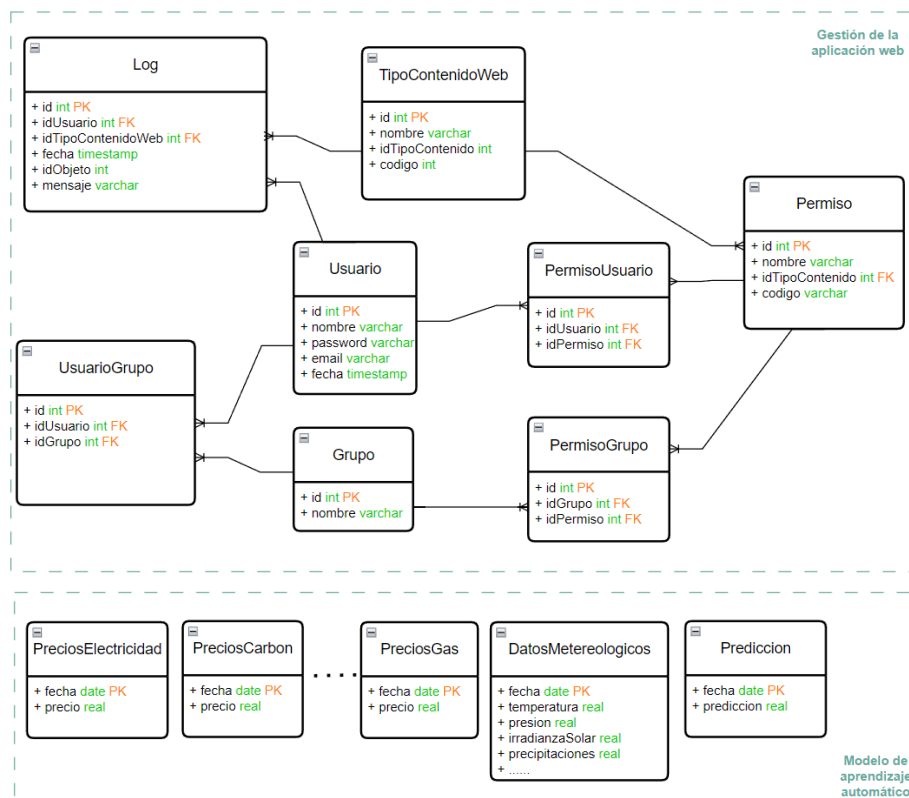 Gestión de la
aplicación web
Log
+ id int PK
+ idUsuario int FK
+ idTipoContenidoWeb int FK
+ fecha timestamp
+ idObjeto int
+ mensaje varchar
TipoContenidoWeb
+ id int PK
+ nombre varchar
+ idTipoContenido int
+ codigo int
Permiso
+ id int PK
+ nombre varchar
+ idTipoContenido int FK
+ codigo varchar
Usuario
+ id int PK
+ nombre varchar
+ password varchar
+ email varchar
+ fecha timestamp
PermisoUsuario
+ id int PK
+ idUsuario int FK
+ idPermiso int FK
UsuarioGrupo
+ id int PK
+ idUsuario int FK
+ idGrupo int FK
Grupo
+ id int PK
+ nombre varchar
PermisoGrupo
+ id int PK
+ idGrupo int FK
+ idPermiso int FK
PreciosElectricidad
+ fecha date PK
+ precio real
PreciosCarbon
+ fecha date PK
+ precio real
....
PreciosGas
+ fecha date PK
+ precio real
DatosMetereologicos
+ fecha date PK
+ temperatura real
+ presion real
+ irradianzaSolar real
+ precipitaciones real
+ ......
Prediccion
+ fecha date PK
+ prediccion real
Modelo de
aprendizaje
automático